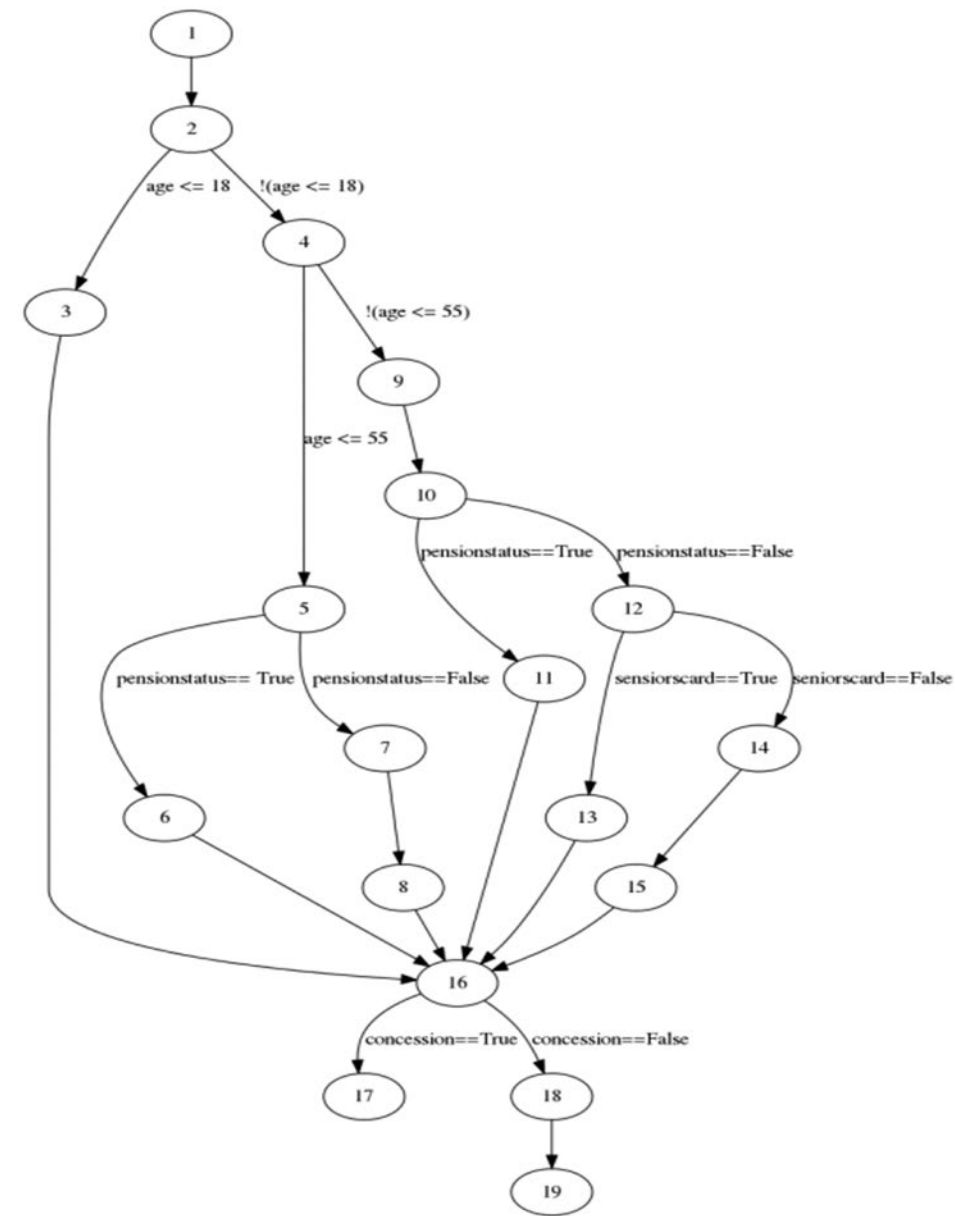 1
2
age <= 18
!(age <= 18)
4
3
!(age <= 55)
9
age <= 55
10
pensionstatus==True
pensionstatus==False
5
12
pensionstatus== True
pensionstatus==False
11
sensiorscard==True
seniorscard==False
7
14
6
13
8
15
16
concession==True
concession==False
17
18
19